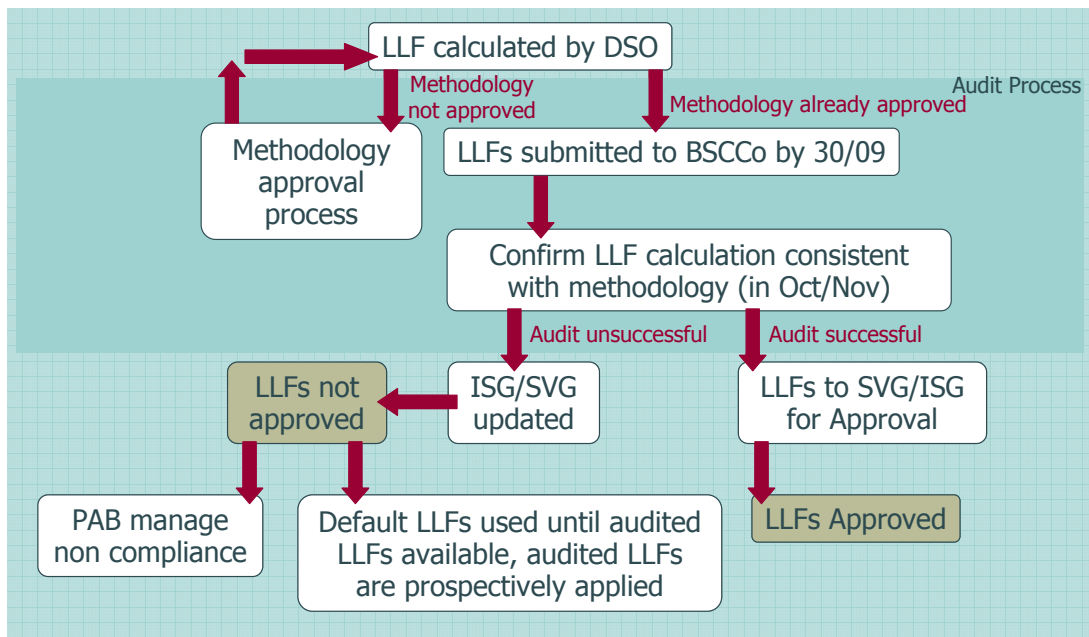 LLF calculated by DSO
Audit Process
Methodology
not approved
Methodology already approved
Methodology
approval
process
LLFs submitted to BSCCo by 30/09
Confirm LLF calculation consistent
with methodology (in Oct/Nov)
Audit unsuccessful
Audit successful
LLFs not
approved
ISG/SVG
updated
LLFs to SVG/ISG
for Approval
PAB manage
non compliance
Default LLFs used until audited
LLFs available, audited LLFs
are prospectively applied
LLFs Approved